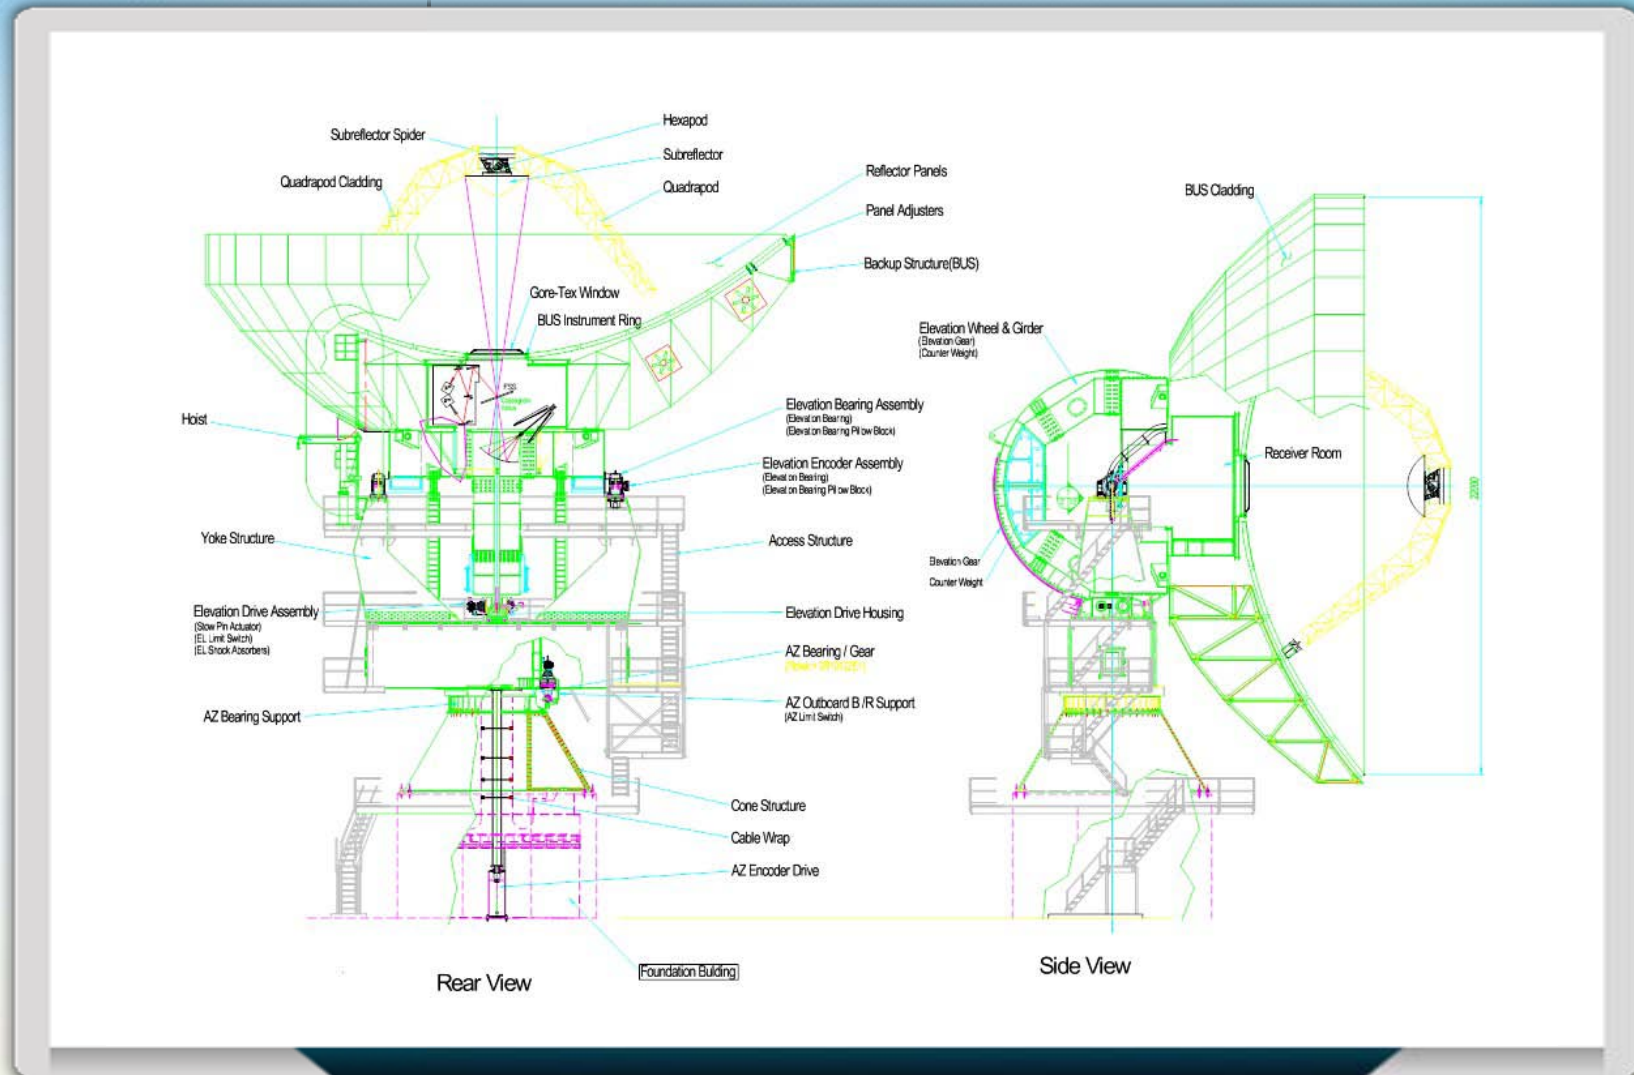 Hexapod
Subreflector Spider
Subreflector
Quadrapod Cladding
Quadrapod
Reflector Panels
Panel Adjusters
Backup Structure(BUS)
Gore-Tex Window
BUS Instrument Ring
FSS
Hoist
Elevation Bearing Assembly
(Elevation Bearing)
(Elevation Bearing Pillow Block)
Elevation Encoder Assembly
(Elevation Bearing)
(Elevation Bearing Pillow Block)
Yoke Structure
Access Structure
Elevation Drive Assembly
(Stow Pin Actuator)
(EL Limit Switch)
(EL Shock Absorbers)
Elevation Drive Housing
AZ Bearing / Gear
AZ Bearing Support
AZ Outboard B /R Support
(AZ Limit Switch)
Cone Structure
Cable Wrap
AZ Encoder Drive
Foundation Bulding
Rear View
BUS Cladding
Elevation Wheel & Girder
(Elevation Gear)
(Counter Weight)
Receiver Room
Elevation Gear
Counter Weight
Side View